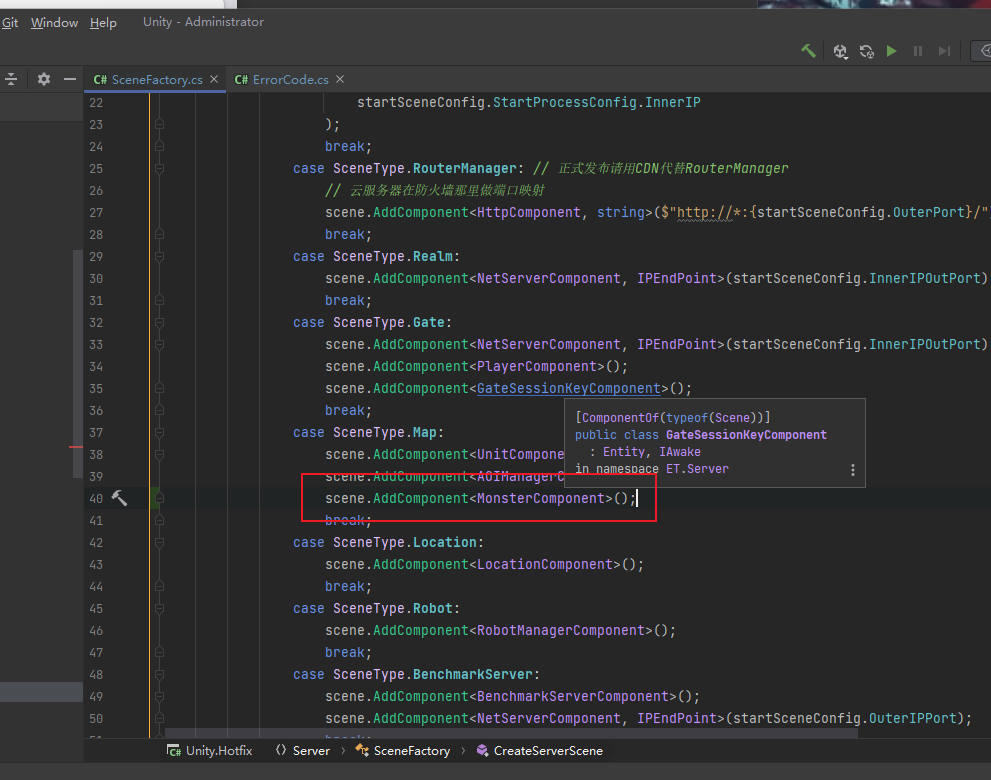 Git Window Help Unity - Administrator
C# SceneFactory.cs × C# ErrorCode.cs ×
22 startSceneConfig.StartProcessConfig.InnerIP
23 );
24 break;
25 case SceneType.RouterManager: // 正式发布请用CDN代替RouterManager
26 // 云服务器在防火墙那里做端口映射
27 scene.AddComponent<HttpComponent, string>($"http://*:{startSceneConfig.OuterPort}/"
28 break;
29 case SceneType.Realm:
30 scene.AddComponent<NetServerComponent, IPEndPoint>(startSceneConfig.InnerIPOutPort)
31 break;
32 case SceneType.Gate:
33 scene.AddComponent<NetServerComponent, IPEndPoint>(startSceneConfig.InnerIPOutPort)
34 scene.AddComponent<PlayerComponent>();
35 scene.AddComponent<GateSessionKeyComponent>();
36 break;
37 case SceneType.Map:
38 scene.AddComponent<UnitCompone
39 scene.AddComponent<AOIManagerC
40 scene.AddComponent<MonsterComponent>();
41 break;
42 case SceneType.Location:
43 scene.AddComponent<LocationComponent>();
44 break;
45 case SceneType.Robot:
46 scene.AddComponent<RobotManagerComponent>();
47 break;
48 case SceneType.BenchmarkServer:
49 scene.AddComponent<BenchmarkServerComponent>();
50 scene.AddComponent<NetServerComponent, IPEndPoint>(startSceneConfig.OuterIPPort);
[ComponentOf(typeof(Scene))]
public class GateSessionKeyComponent
: Entity, IAwake
in namespace ET.Server
C# Unity.Hotfix () Server > SceneFactory > CreateServerScene